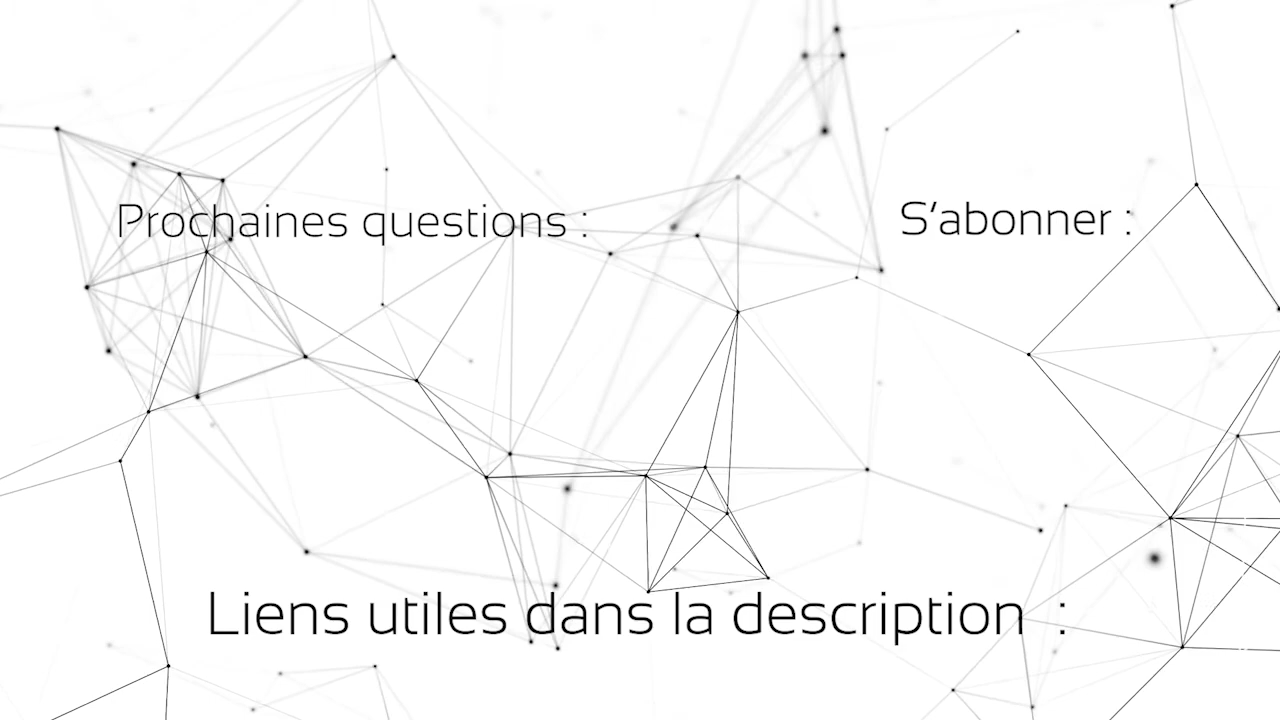 Prochaines questions :
S'abonner :
Liens utiles dans la description :